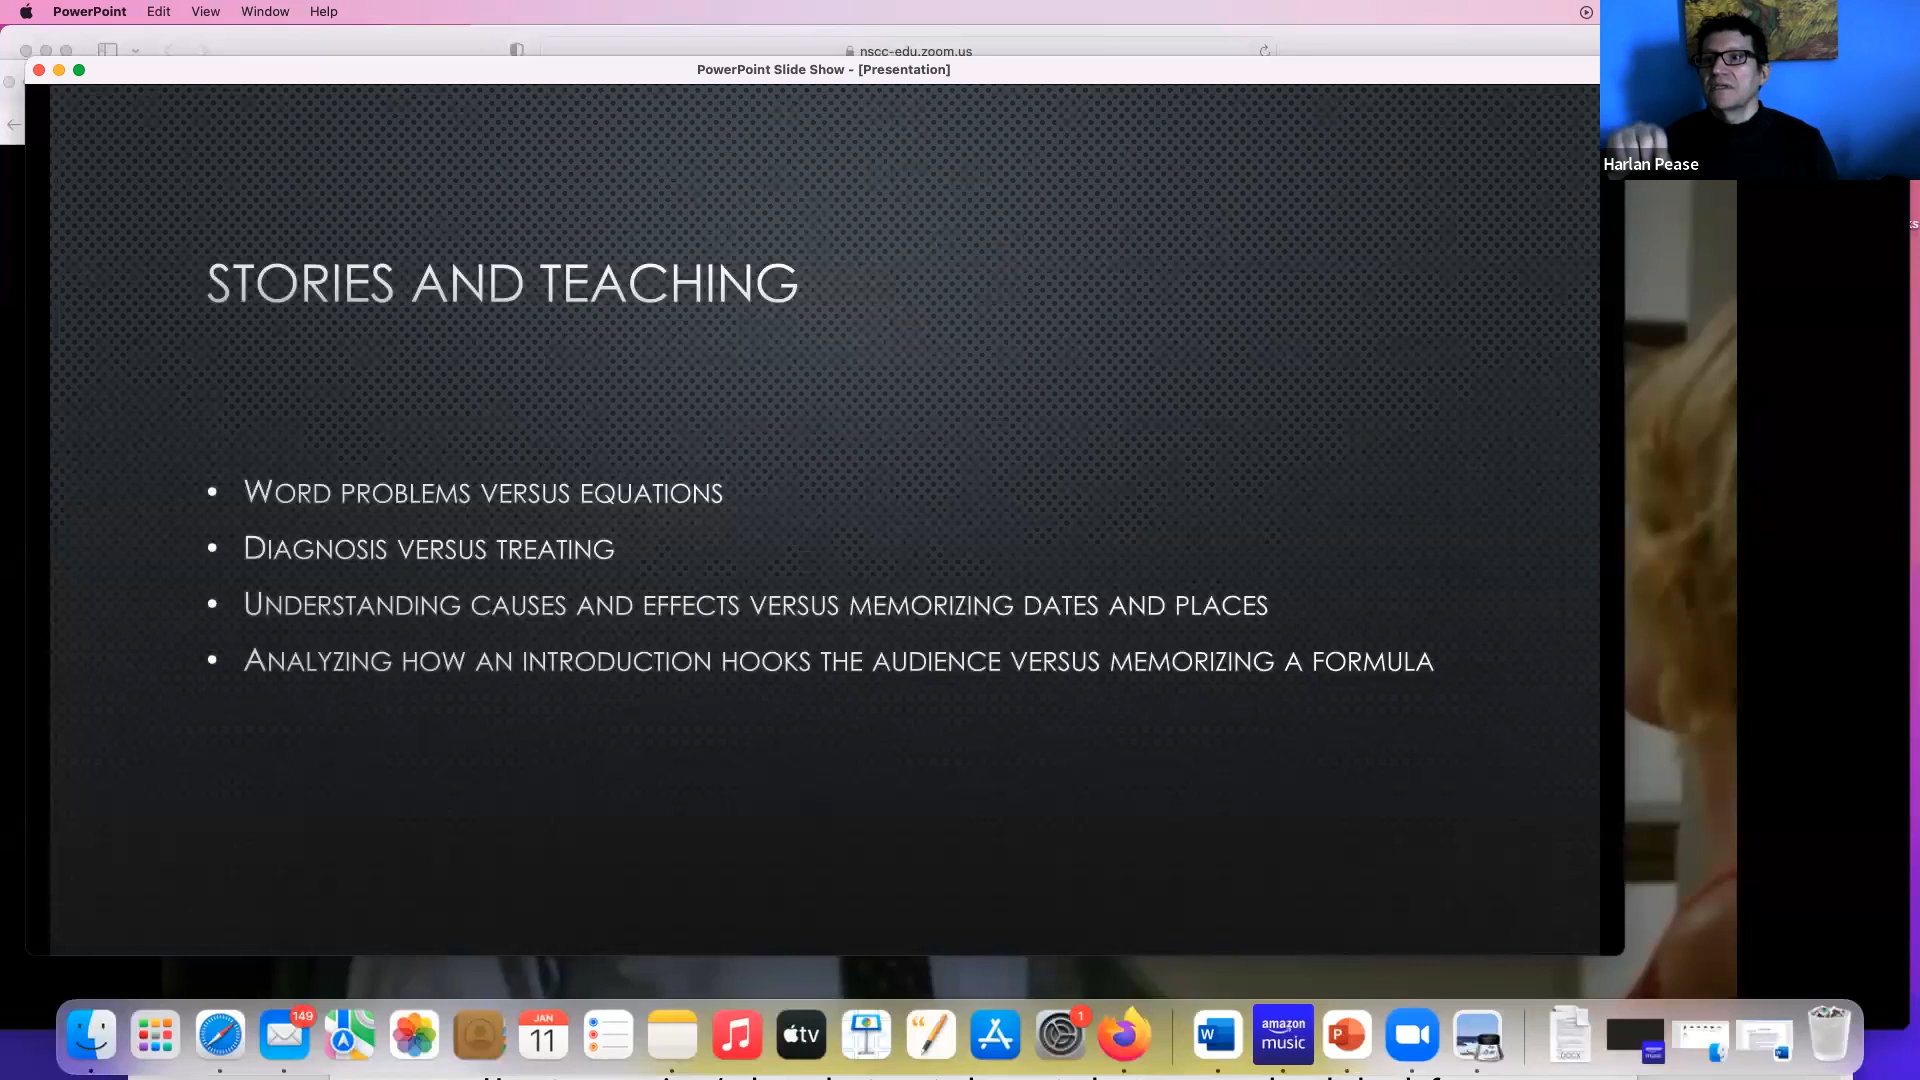 PowerPoint Edit View Window Help
nscc-edu.zoom.us
PowerPoint Slide Show - [Presentation]
Harlan Pease
STORIES AND TEACHING
• WORD PROBLEMS VERSUS EQUATIONS
• DIAGNOSIS VERSUS TREATING
• UNDERSTANDING CAUSES AND EFFECTS VERSUS MEMORIZING DATES AND PLACES
• ANALYZING HOW AN INTRODUCTION HOOKS THE AUDIENCE VERSUS MEMORIZING A FORMULA
149
JAN
11
tv
1
W
amazon
music
P
DOCX